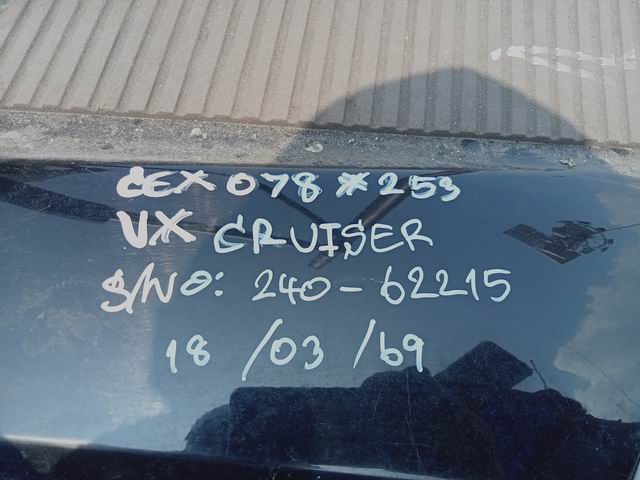 CEX 078*253
VX CRUISER
S/NO: 240-62215
18/03/69